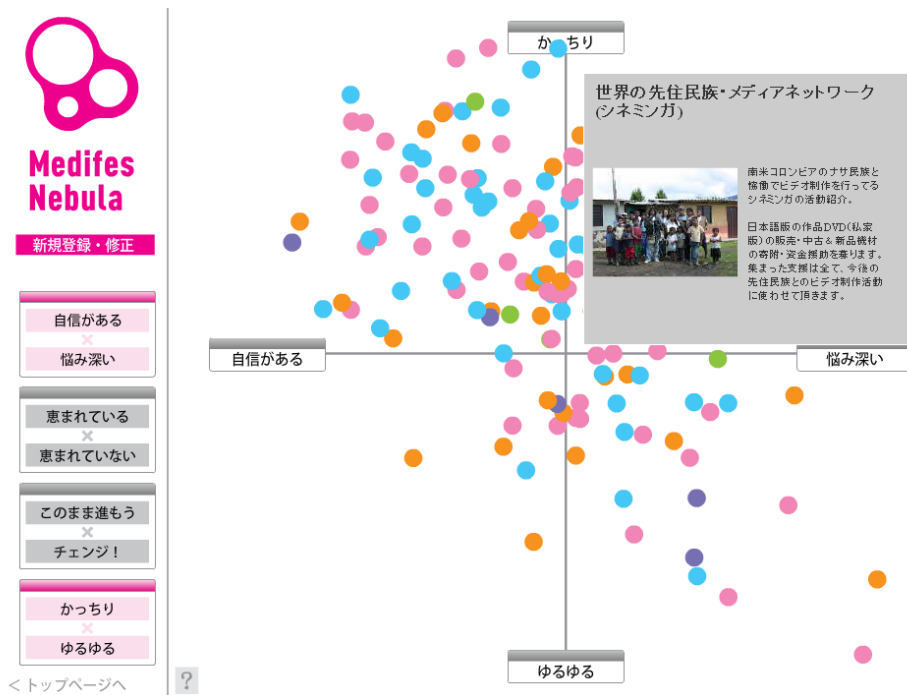 Medifes
Nebula
新規登録・修正
自信がある
×
悩み深い
恵まれている
×
恵まれていない
このまま進もう
×
チェンジ！
かっちり
×
ゆるゆる
＜トップページへ
?
かっちり
自信がある
悩み深い
ゆるゆる
世界の先住民族・メディアネットワーク
(シネミンガ)
南米コロンビアのナサ民族と
協働でビデオ制作を行ってる
シネミンガの活動紹介。
日本語版の作品DVD(私家
版)の販売・中古&新品機材
の寄附・資金援助を募ります。
集まった支援は全て、今後の
先住民族とのビデオ制作活動
に使わせて頂きます。